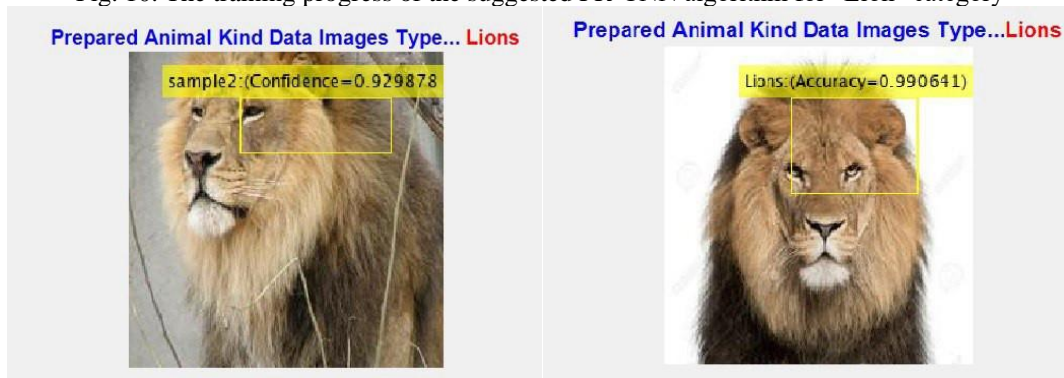 Prepared Animal Kind Data Images Type... Lions
sample2:(Confidence=0.929878
Prepared Animal Kind Data Images Type...Lions
Lions:(Accuracy=0.990641)